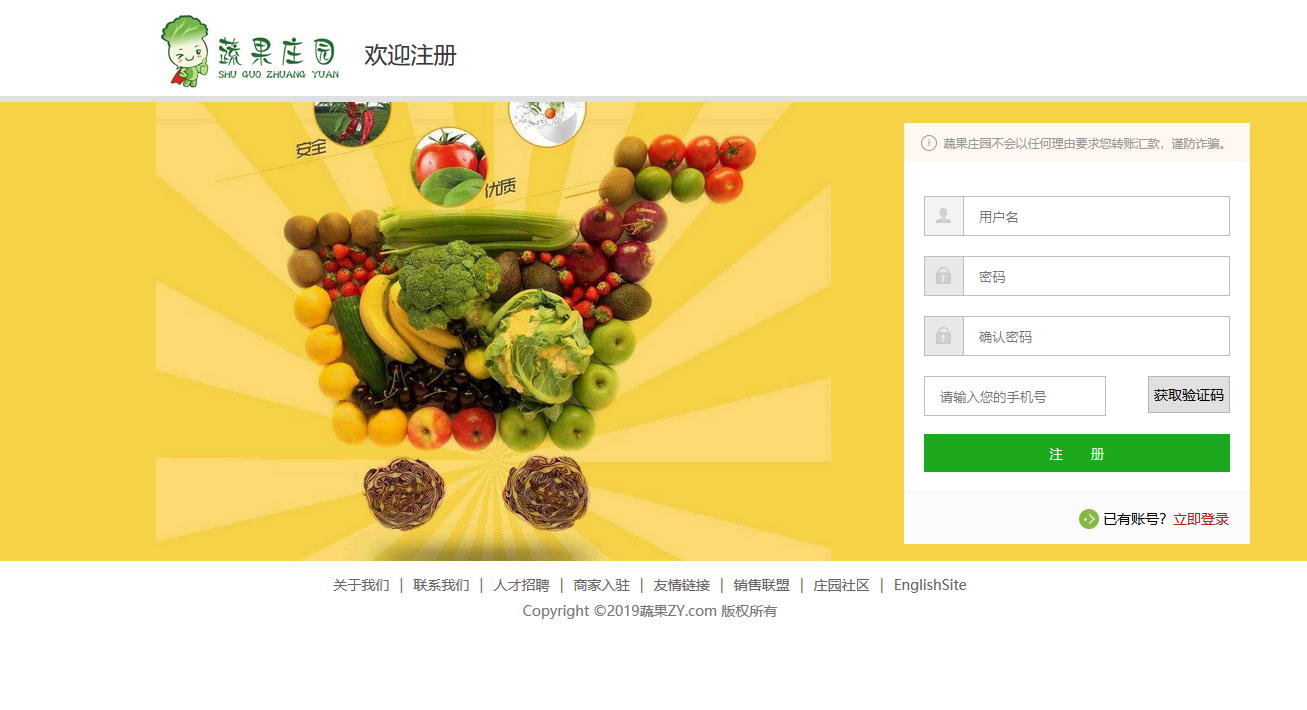 蔬果庄园
SHU GUO ZHUANG YUAN
欢迎注册
安全
优质
蔬果庄园不会以任何理由要求您转账汇款，谨防诈骗。
用户名
密码
确认密码
请输入您的手机号
获取验证码
注 册
已有账号？立即登录
关于我们 | 联系我们 | 人才招聘 | 商家入驻 | 友情链接 | 销售联盟 | 庄园社区 | EnglishSite
Copyright ©2019蔬果ZY.com 版权所有